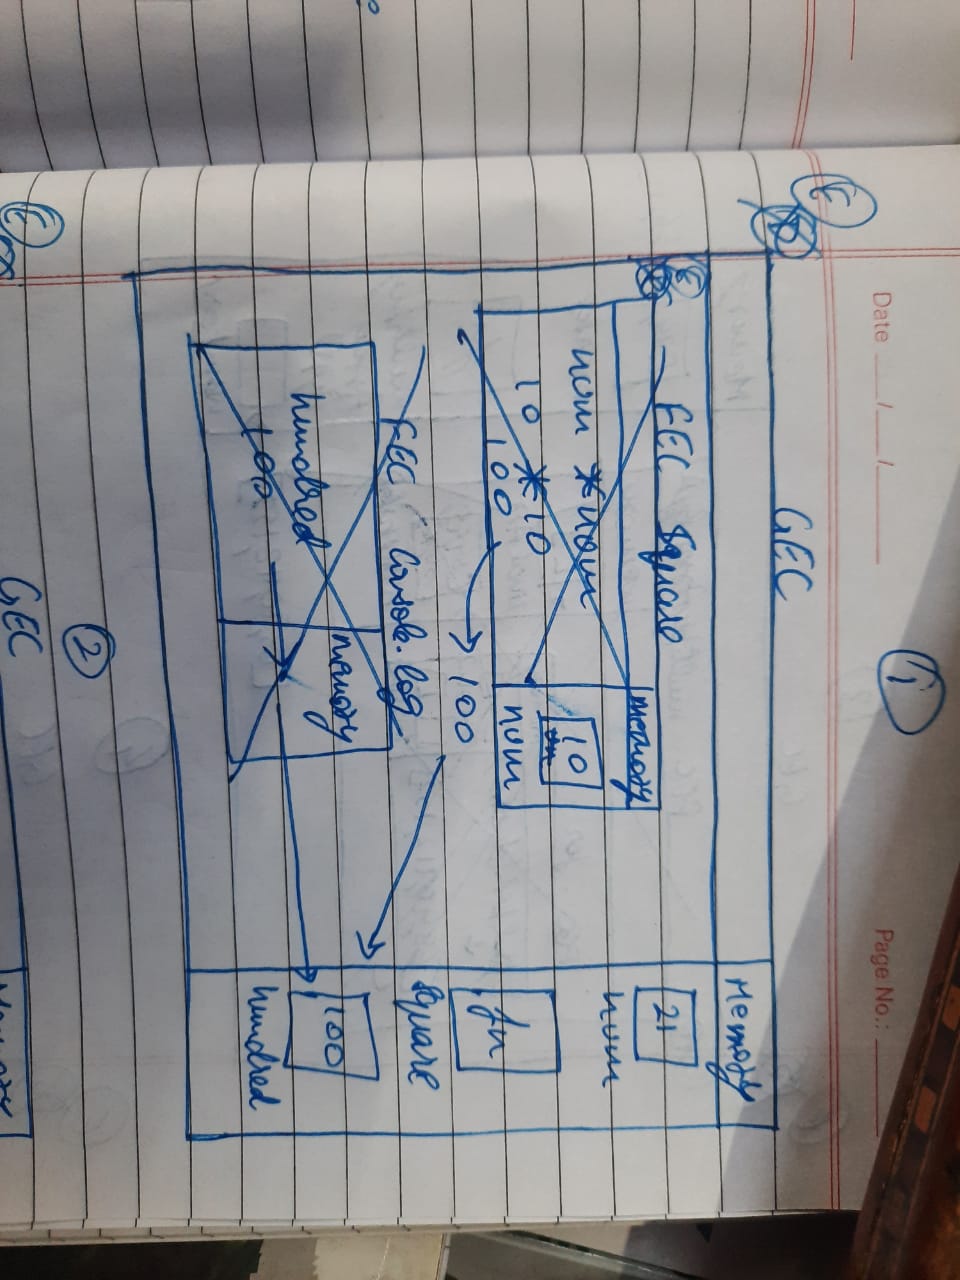 Date ___/___/___
Page No.:
1
E
GEC
Memory
E
FEC Square
memory
21
num
num * num
10
num
10 * 10
100
fn
square
100
FEC Console.log
memory
hundred
100
100
hundred
2
E
GEC
Memory